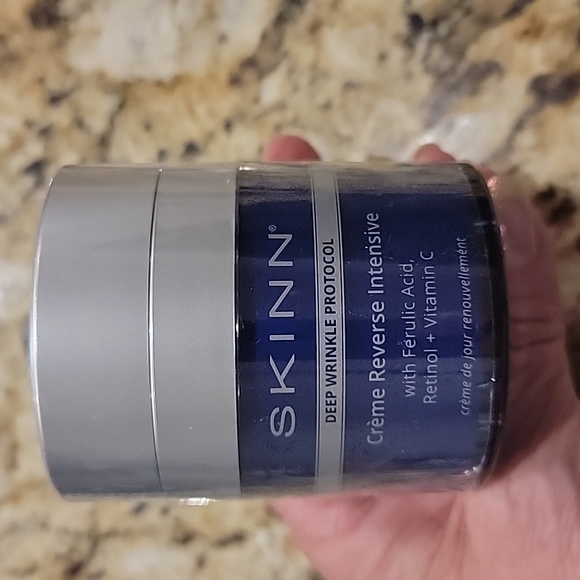 SKINN®
DEEP WRINKLE PROTOCOL
Crème Reverse Intensive
with Ferulic Acid,
Retinol + Vitamin C
crème de jour renouvellement